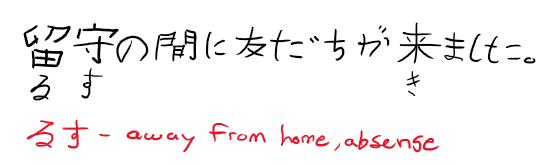 留守の間に友だちが来ました。
るす き
るす - away from home, absense